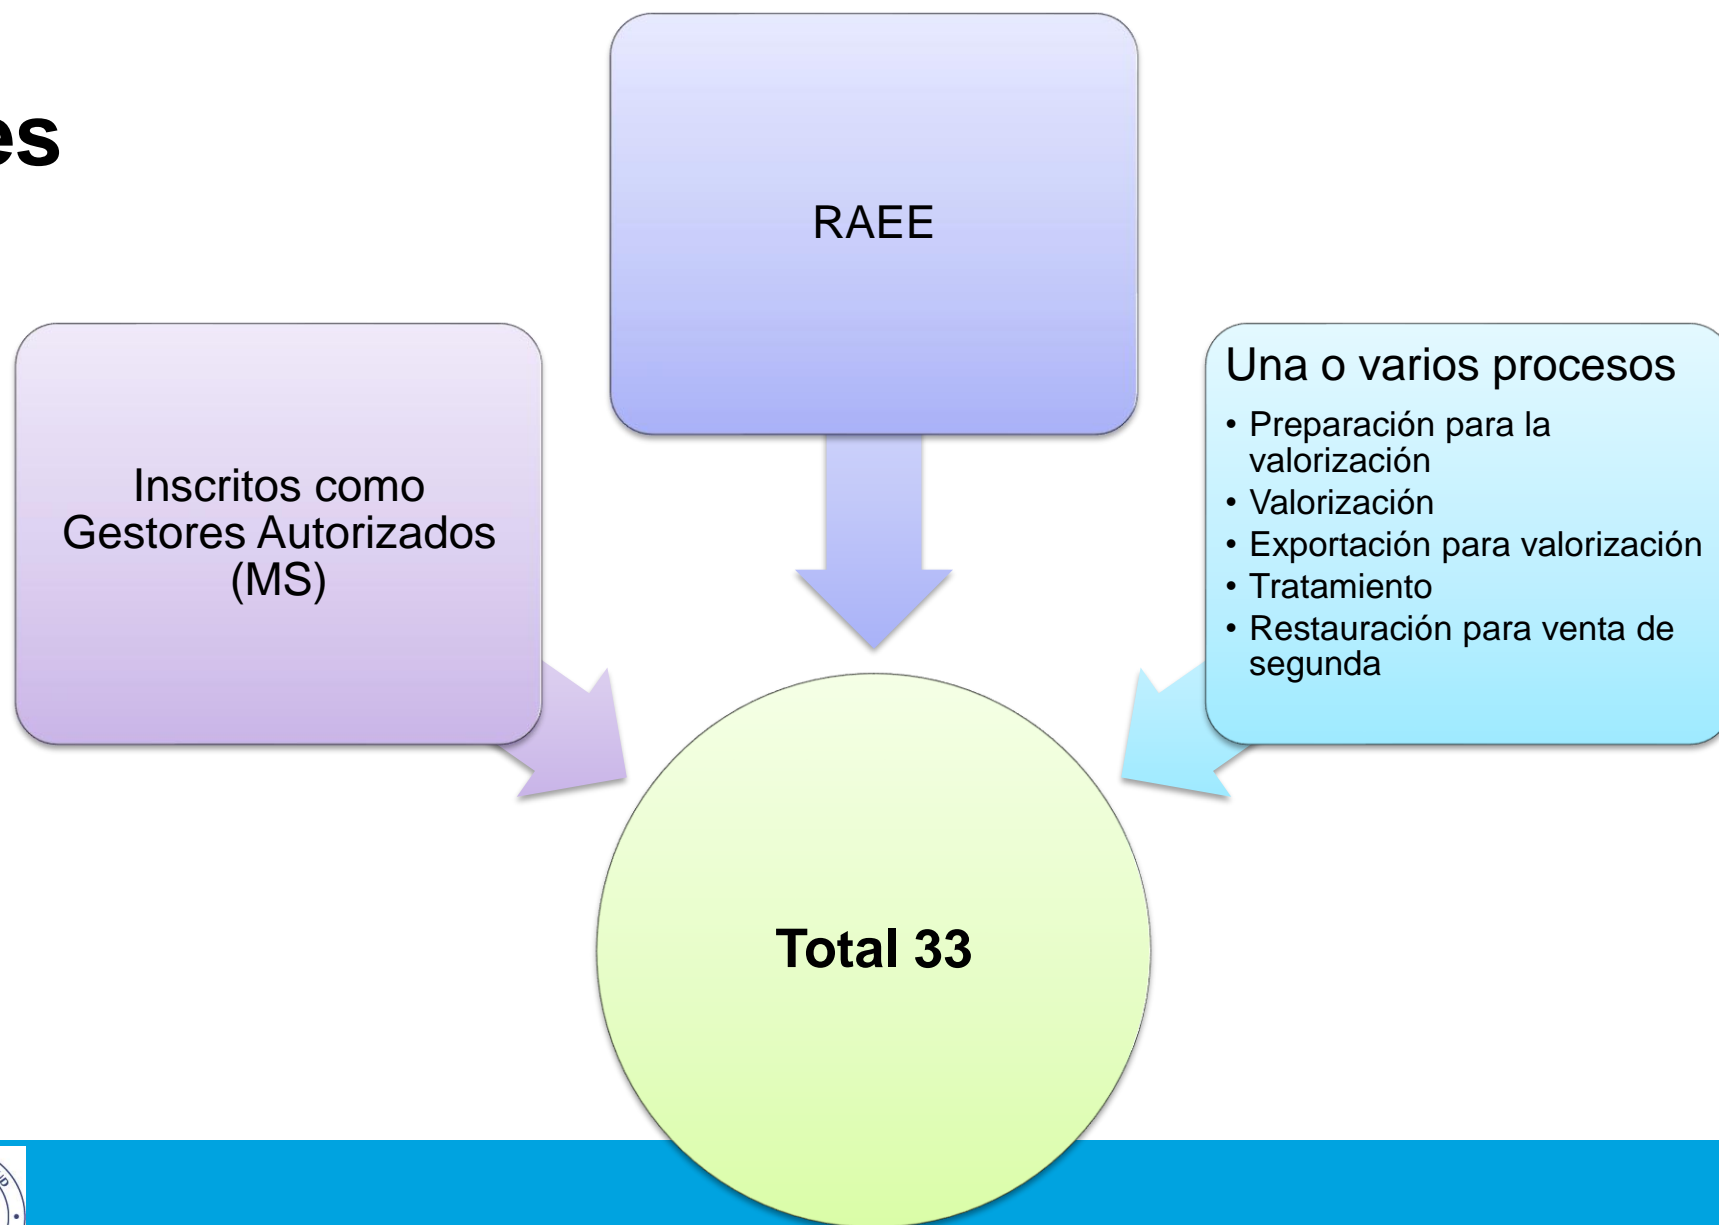 es
RAEE
Inscritos como
Gestores Autorizados
(MS)
Una o varios procesos
• Preparación para la
valorización
• Valorización
• Exportación para valorización
• Tratamiento
• Restauración para venta de
segunda
Total 33